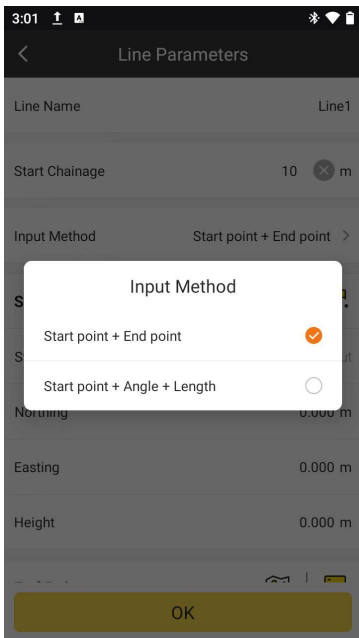 3:01
Line Parameters
Line Name Line1
Start Chainage 10 m
Input Method Start point + End point
Input Method
Start point + End point
Start point + Angle + Length
Northing 0.000 m
Easting 0.000 m
Height 0.000 m
OK